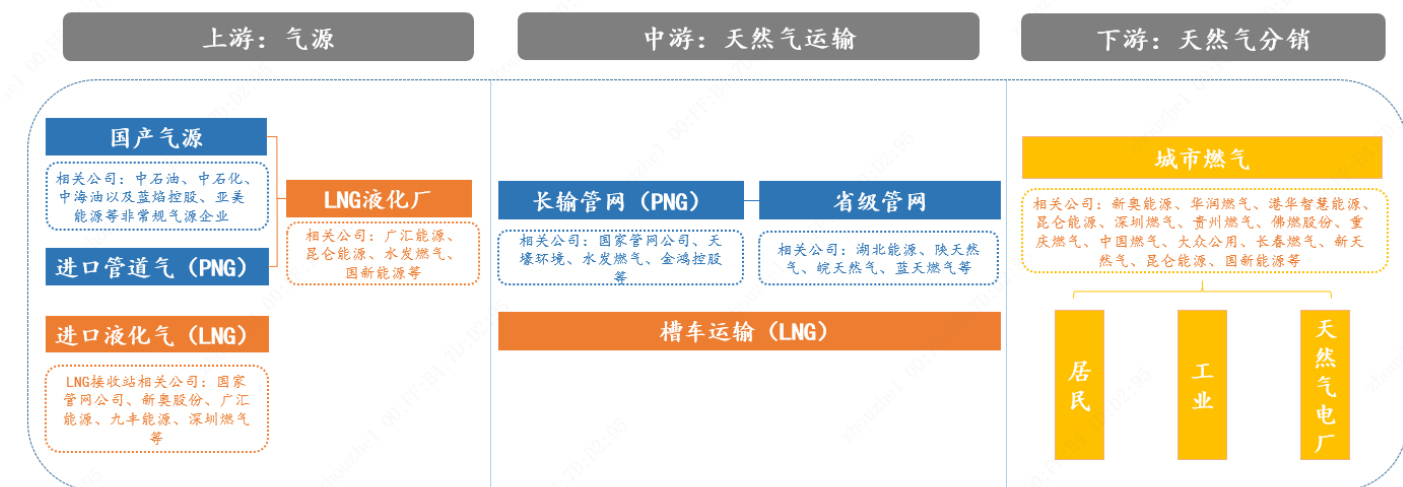 上游：气源
中游：天然气运输
下游：天然气分销
国产气源
相关公司：中石油、中石化、
中海油以及蓝焰控股、亚美
能源等非常规气源企业
进口管道气（PNG）
LNG液化厂
相关公司：广汇能源、
昆仑能源、水发燃气、
国新能源等
进口液化气（LNG）
LNG接收站相关公司：国家
管网公司、新奥股份、广汇
能源、九丰能源、深圳燃气
等
长输管网（PNG）
相关公司：国家管网公司、天
壕环境、水发燃气、金鸿控股
等
省级管网
相关公司：湖北能源、陕天然
气、皖天然气、蓝天燃气等
槽车运输（LNG）
城市燃气
相关公司：新奥能源、华润燃气、港华智慧能源、
昆仑能源、深圳燃气、贵州燃气、佛燃股份、重
庆燃气、中国燃气、大众公用、长春燃气、新天
然气、昆仑能源、国新能源等
居民
工业
天然气电厂